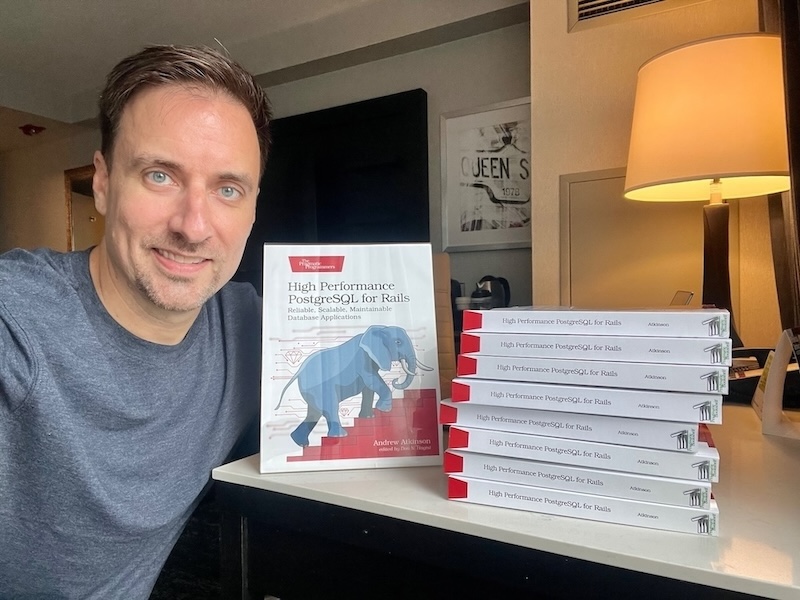 The
Pragmatic
Programmers
High Performance
PostgreSQL for Rails
Reliable, Scalable, Maintainable
Database Applications
Andrew Atkinson
QUEEN S
1978
High Performance PostgreSQL for Rails Atkinson
High Performance PostgreSQL for Rails Atkinson
High Performance PostgreSQL for Rails Atkinson
High Performance PostgreSQL for Rails Atkinson
High Performance PostgreSQL for Rails Atkinson
High Performance PostgreSQL for Rails Atkinson
High Performance PostgreSQL for Rails Atkinson
High Performance PostgreSQL for Rails Atkinson